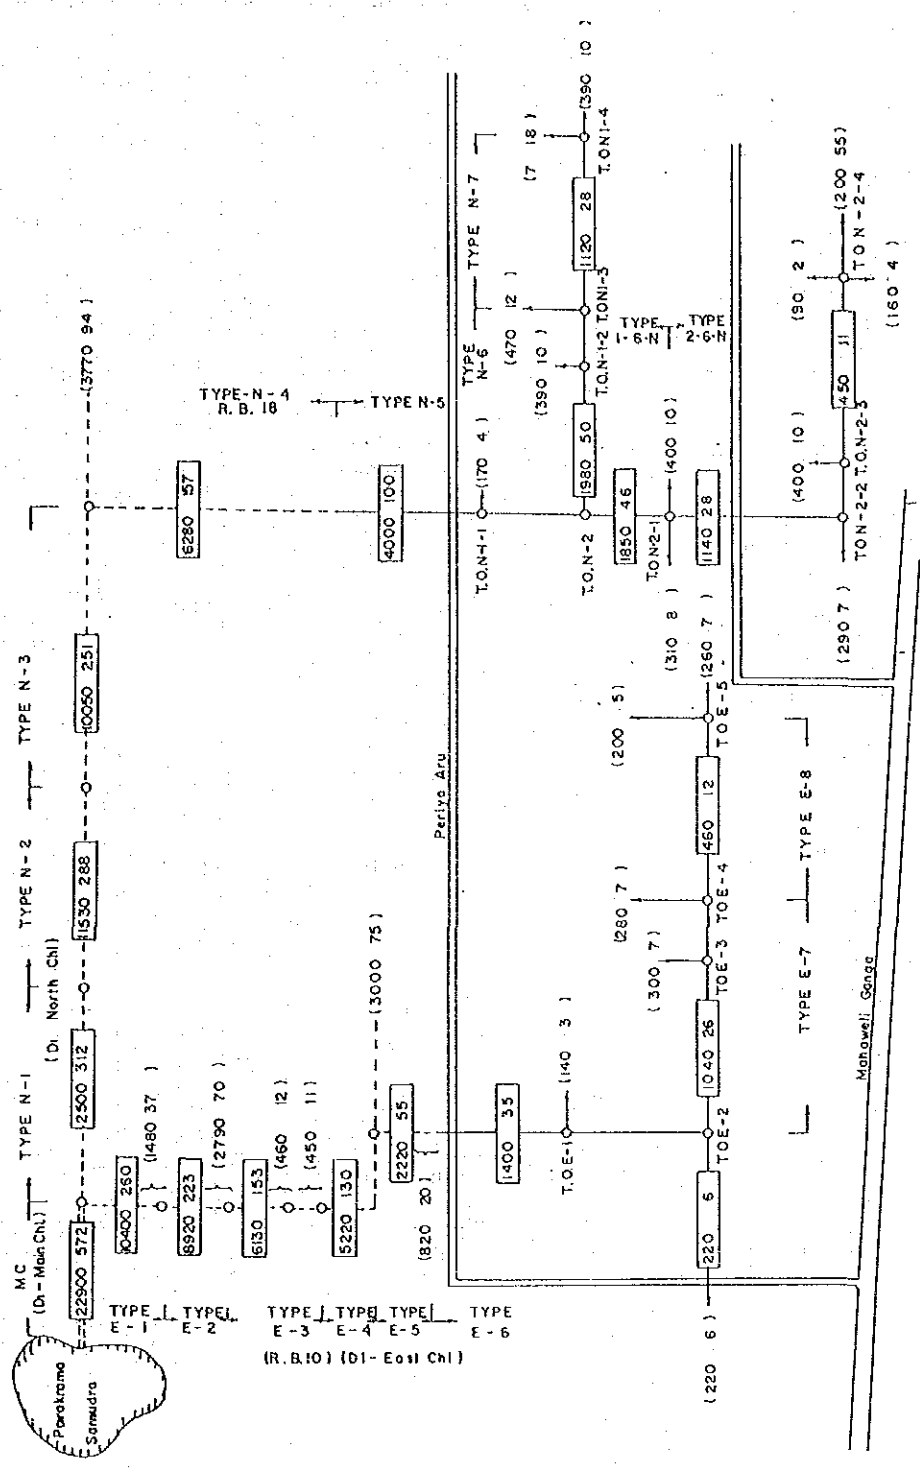 Parakrama
Samudra
MC
(D1-Main Chl)
22900 572
TYPE N-1
2500 312
(D1. North Chl)
TYPE N-2
11530 288
TYPE N-3
10050 251
(3770 94)
10400 260
(1480 37)
8920 223
(2790 70)
6130 153
(460 12)
(450 11)
5220 130
(3000 75)
2220 55
(820 20)
TYPE E-1
TYPE E-2
TYPE E-3
TYPE E-4
TYPE E-5
TYPE E-6
(R.B.10) (D1-East Chl)
6280 157
TYPE-N-4
R.B. 18
TYPE N-5
4000 100
Periya Aru
1400 35
T.O.E-1
(140 3)
TOE-2
220 6
(220 6)
1040 26
TOE-3
(300 7)
TOE-4
(280 7)
460 12
TOE-5
(200 5)
(260 7)
TYPE E-7
TYPE E-8
T.O.N-1-1
(170 4)
T.O.N-2
1980 50
T.O.N-1-2
(390 10)
T.ON1-3
(470 12)
TYPE N-6
TYPE N-7
1120 28
T.ON1-4
(7 18)
(390 10)
1850 46
T.O.N-2-1
(400 10)
(310 8)
TYPE 1-6-N
TYPE 2-6-N
1140 28
TON-2-2
(290 7)
T.O.N-2-3
(400 10)
450 11
TON-2-4
(90 2)
(160 4)
(200 55)
Mahaweli Ganga